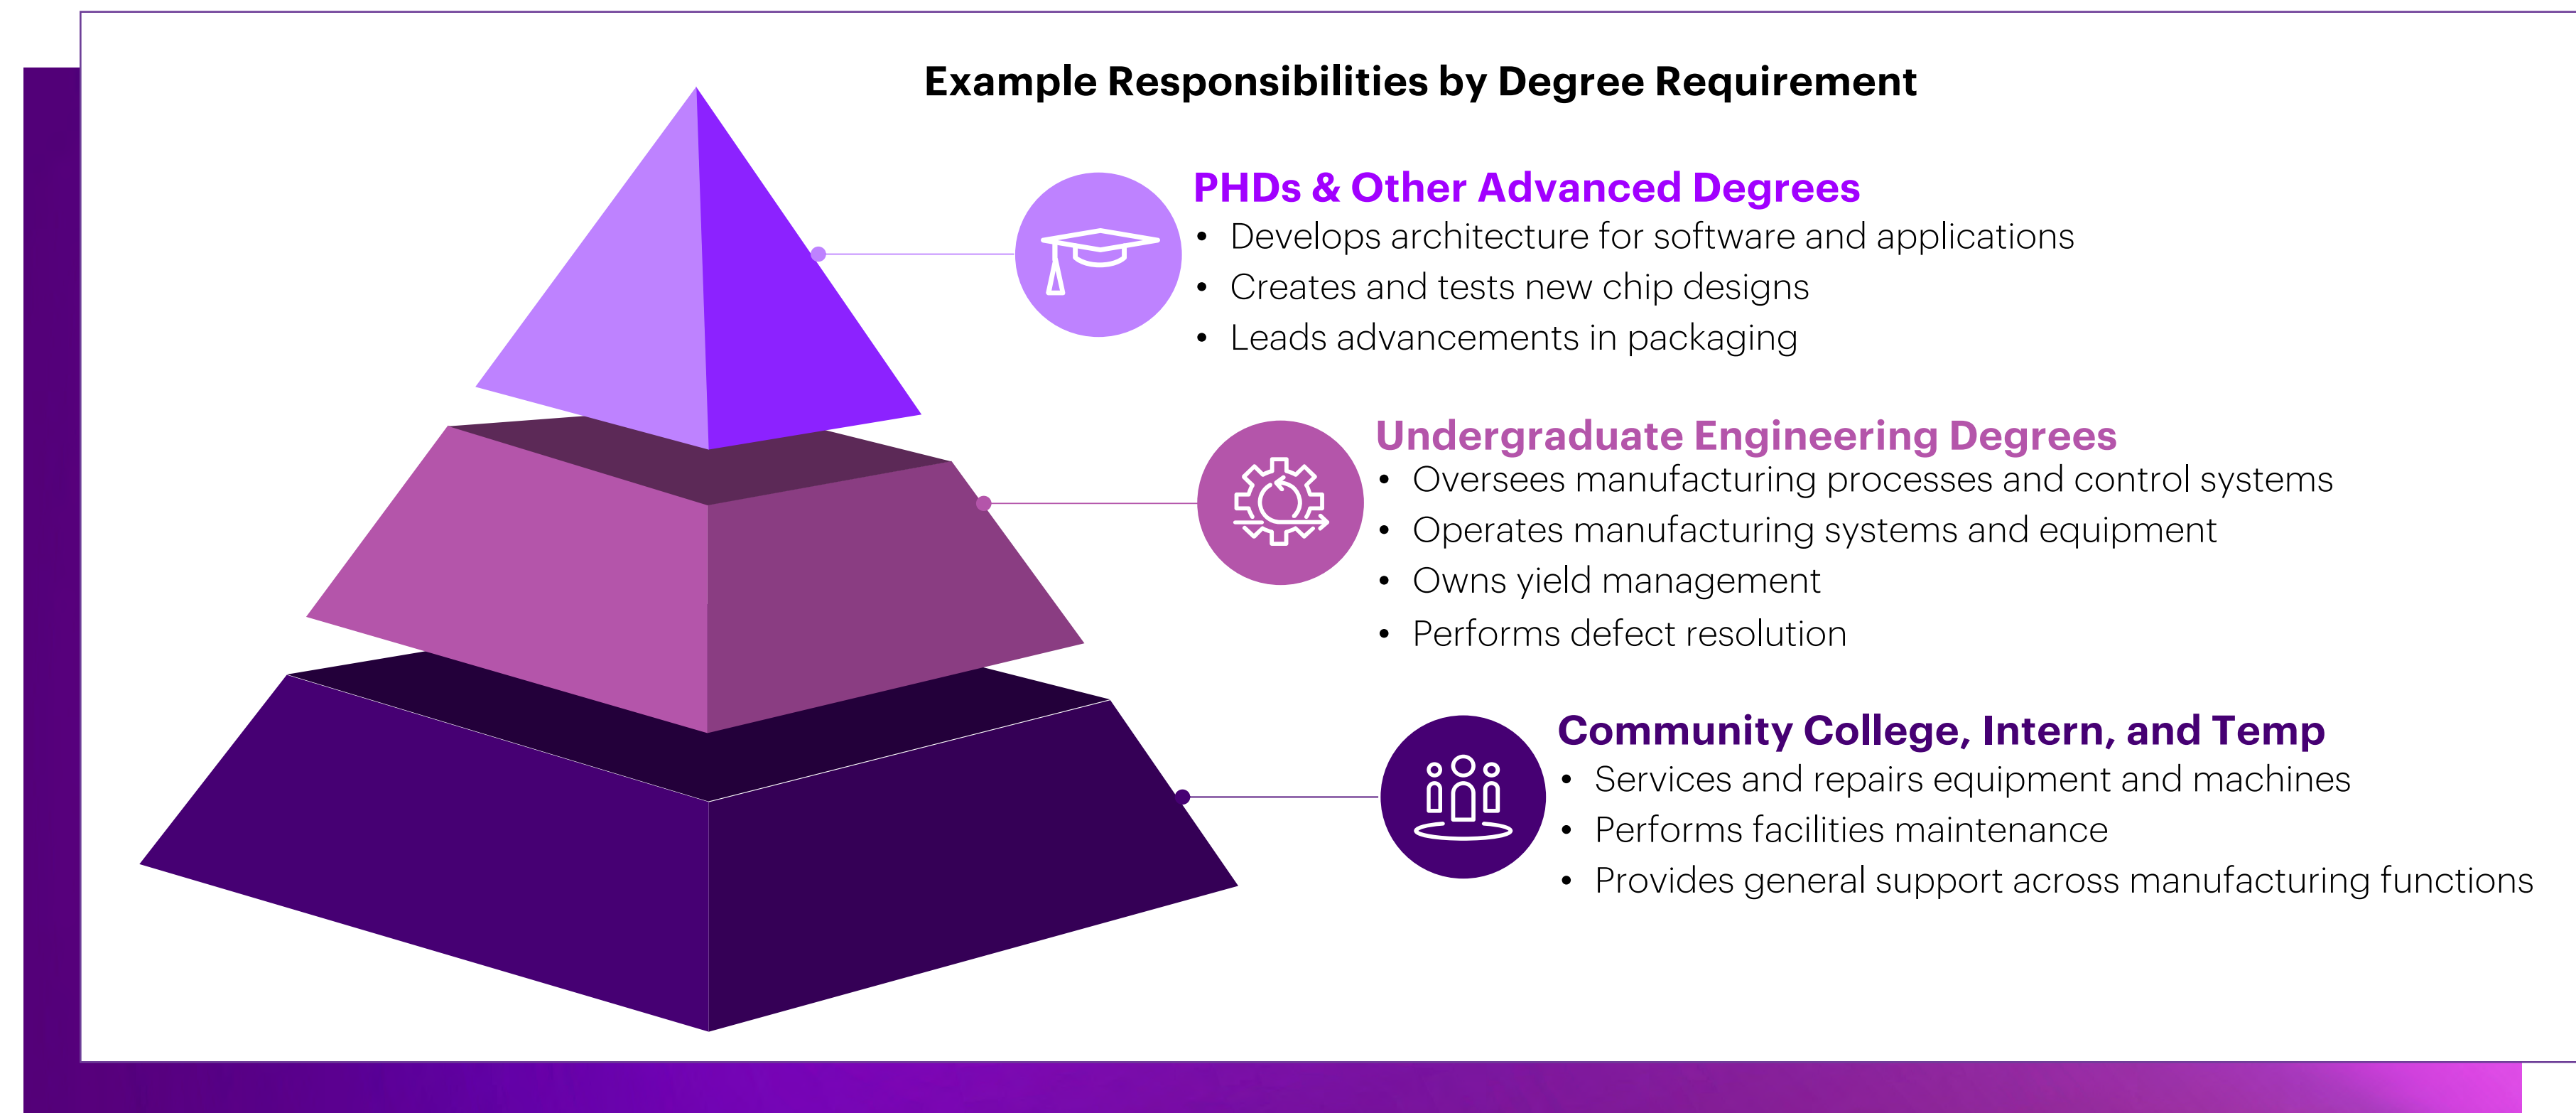 Example Responsibilities by Degree Requirement
PHDs & Other Advanced Degrees
• Develops architecture for software and applications
• Creates and tests new chip designs
• Leads advancements in packaging
Undergraduate Engineering Degrees
• Oversees manufacturing processes and control systems
• Operates manufacturing systems and equipment
• Owns yield management
• Performs defect resolution
Community College, Intern, and Temp
• Services and repairs equipment and machines
• Performs facilities maintenance
• Provides general support across manufacturing functions